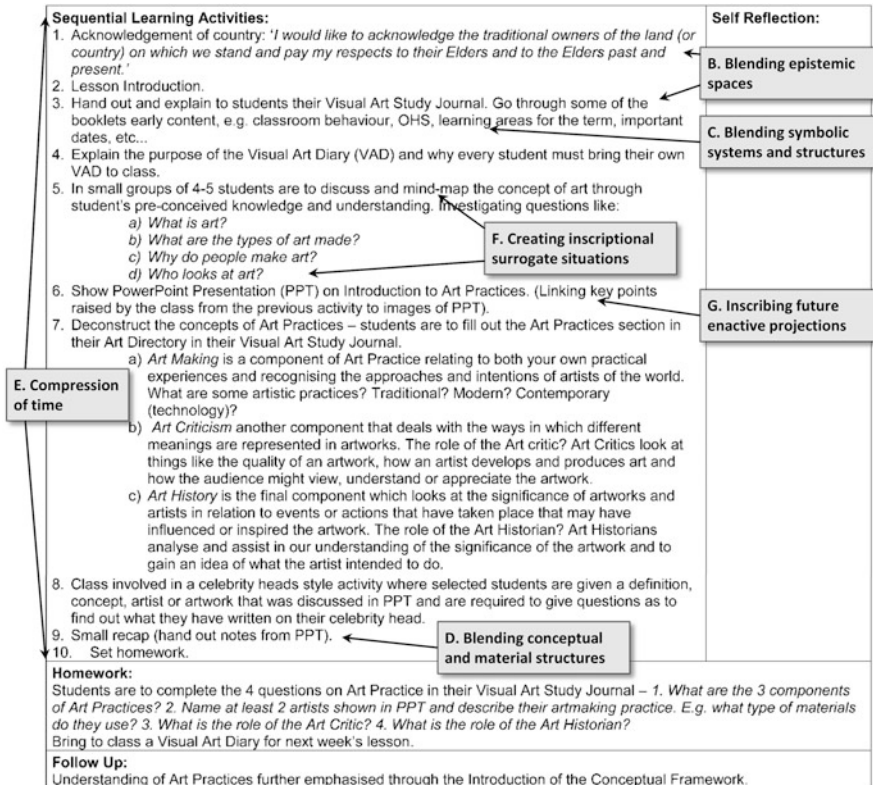 Sequential Learning Activities:
Self Reflection:
1. Acknowledgement of country: ‘I would like to acknowledge the traditional owners of the land (or
country) on which we stand and pay my respects to their Elders and to the Elders past and
present.’
B. Blending epistemic
spaces
2. Lesson Introduction.
3. Hand out and explain to students their Visual Art Study Journal. Go through some of the
booklets early content, e.g. classroom behaviour, OHS, learning areas for the term, important
dates, etc...
C. Blending symbolic
systems and structures
4. Explain the purpose of the Visual Art Diary (VAD) and why every student must bring their own
VAD to class.
5. In small groups of 4-5 students are to discuss and mind-map the concept of art through
student's pre-conceived knowledge and understanding. Investigating questions like:
a) What is art?
b) What are the types of art made?
c) Why do people make art?
d) Who looks at art?
F. Creating inscriptional
surrogate situations
6. Show PowerPoint Presentation (PPT) on Introduction to Art Practices. (Linking key points
raised by the class from the previous activity to images of PPT).
G. Inscribing future
enactive projections
7. Deconstruct the concepts of Art Practices – students are to fill out the Art Practices section in
their Art Directory in their Visual Art Study Journal.
a) Art Making is a component of Art Practice relating to both your own practical
experiences and recognising the approaches and intentions of artists of the world.
What are some artistic practices? Traditional? Modern? Contemporary
(technology)?
E. Compression
of time
b) Art Criticism another component that deals with the ways in which different
meanings are represented in artworks. The role of the Art critic? Art Critics look at
things like the quality of an artwork, how an artist develops and produces art and
how the audience might view, understand or appreciate the artwork.
c) Art History is the final component which looks at the significance of artworks and
artists in relation to events or actions that have taken place that may have
influenced or inspired the artwork. The role of the Art Historian? Art Historians
analyse and assist in our understanding of the significance of the artwork and to
gain an idea of what the artist intended to do.
8. Class involved in a celebrity heads style activity where selected students are given a definition,
concept, artist or artwork that was discussed in PPT and are required to give questions as to
find out what they have written on their celebrity head.
9. Small recap (hand out notes from PPT).
D. Blending conceptual
and material structures
10. Set homework.
Homework:
Students are to complete the 4 questions on Art Practice in their Visual Art Study Journal – 1. What are the 3 components
of Art Practices? 2. Name at least 2 artists shown in PPT and describe their artmaking practice. E.g. what type of materials
do they use? 3. What is the role of the Art Critic? 4. What is the role of the Art Historian?
Bring to class a Visual Art Diary for next week's lesson.
Follow Up:
Understanding of Art Practices further emphasised through the Introduction of the Conceptual Framework.